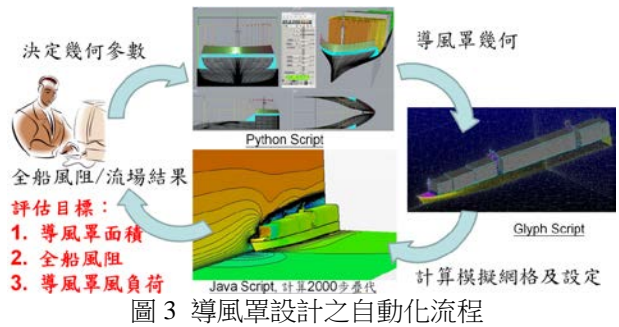 決定幾何參數
導風罩幾何
Python Script
全船風阻/流場結果
評估目標：
1. 導風罩面積
2. 全船風阻
3. 導風罩風負荷
Glyph Script
Java Script, 計算2000步疊代
計算模擬網格及設定
圖 3 導風罩設計之自動化流程